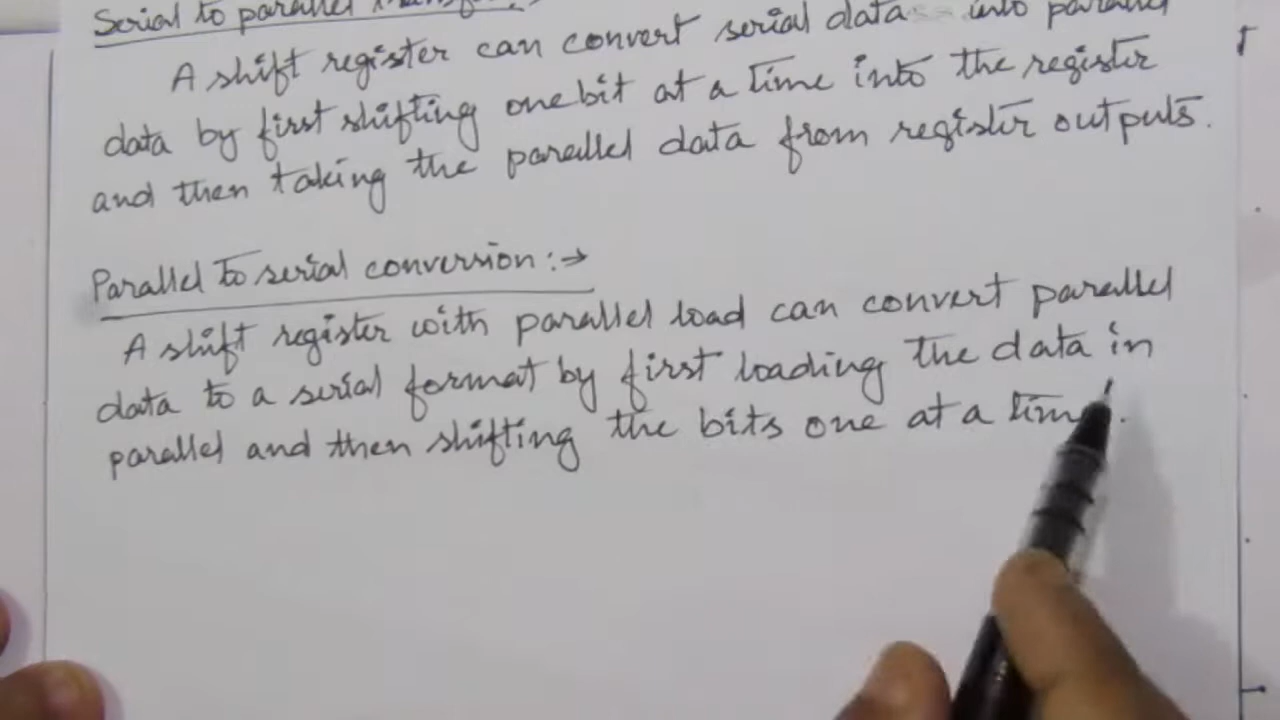 Serial to parallel
A shift register can convert serial data into parallel
data by first shifting one bit at a time into the register
and then taking the parallel data from register outputs.
Parallel to serial conversion :→
A shift register with parallel load can convert parallel
data to a serial format by first loading the data in
parallel and then shifting the bits one at a time.